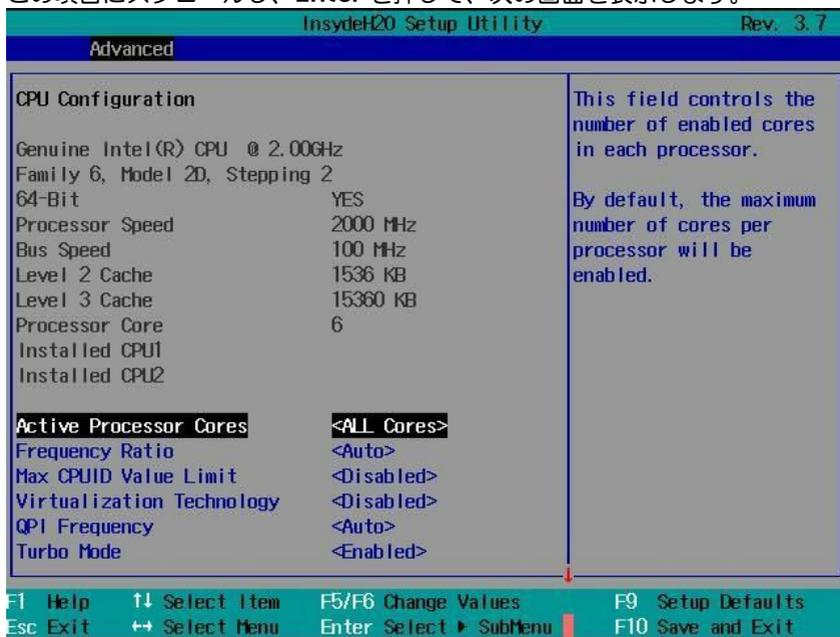 この項目にスクロールし、Enter を押して、次の画面を表示します。
InsydeH2O Setup Utility Rev. 3.7
Advanced
CPU Configuration
Genuine Intel(R) CPU @ 2.00GHz
Family 6, Model 2D, Stepping 2
64-Bit YES
Processor Speed 2000 MHz
Bus Speed 100 MHz
Level 2 Cache 1536 KB
Level 3 Cache 15360 KB
Processor Core 6
Installed CPU1
Installed CPU2
Active Processor Cores <ALL Cores>
Frequency Ratio <Auto>
Max CPUID Value Limit <Disabled>
Virtualization Technology <Disabled>
QPI Frequency <Auto>
Turbo Mode <Enabled>
This field controls the
number of enabled cores
in each processor.
By default, the maximum
number of cores per
processor will be
enabled.
F1 Help ↑↓ Select Item F5/F6 Change Values F9 Setup Defaults
Esc Exit ↔ Select Menu Enter Select ▶ SubMenu F10 Save and Exit